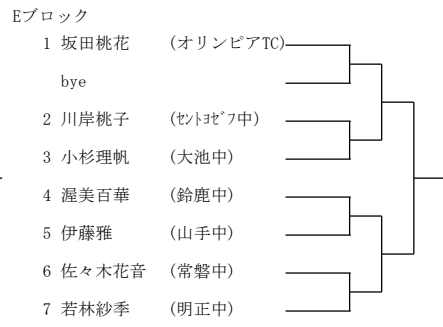 Eブロック
1 坂田桃花 (オリンピアTC)
bye
2 川岸桃子 (ｾﾝﾄﾖｾﾞﾌ中)
3 小杉理帆 (大池中)
4 渥美百華 (鈴鹿中)
5 伊藤雅 (山手中)
6 佐々木花音 (常磐中)
7 若林紗季 (明正中)